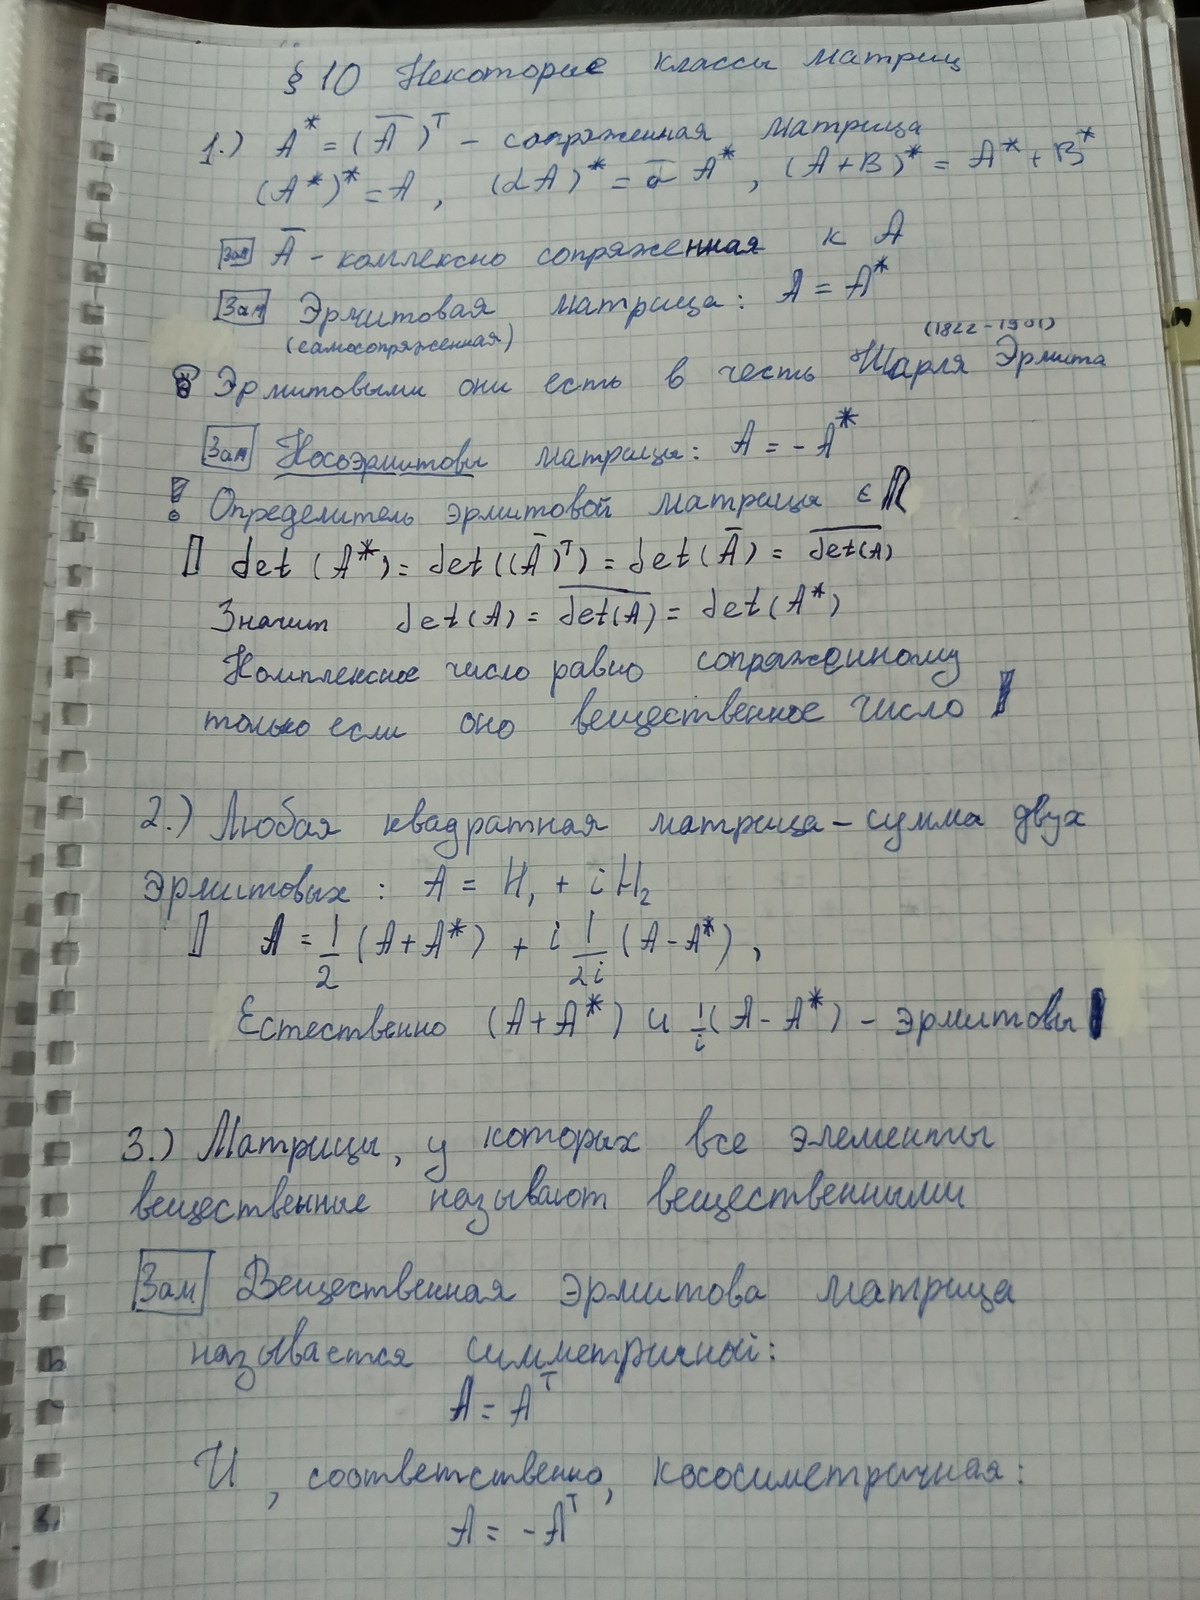 § 10 Некоторые классы матриц
1.) A* = (Ā)ᵀ – сопряженная матрица
(A*)* = A, (αA)* = ᾱ A*, (A+B)* = A* + B*
Зам Ā – комплексно сопряженная к A
Зам Эрмитовая матрица: A = A*
(самосопряженная)
(1822-1901)
Эрмитовыми они есть в честь Шарля Эрмита
Зам Косоэрмитовы матрицы: A = - A*
! Определитель эрмитовой матрицы ∈ ℝ
▯ det (A*) = det ((Ā)ᵀ) = det (Ā) = \overline{det(A)}
Значит det(A) = \overline{det(A)} = det (A*)
Комплексное число равно сопряженному
только если оно вещественное число ▮
2.) Любая квадратная матрица – сумма двух
эрмитовых : A = H₁ + i H₂
▯ A = 1/2 (A + A*) + i 1/2i (A - A*),
Естественно (A + A*) и 1/i (A - A*) – эрмитовы ▮
3.) Матрицы, у которых все элементы
вещественные называют вещественными
Зам Вещественная эрмитова матрица
называется симметричной:
A = Aᵀ
И, соответственно, кососиметричная:
A = - Aᵀ